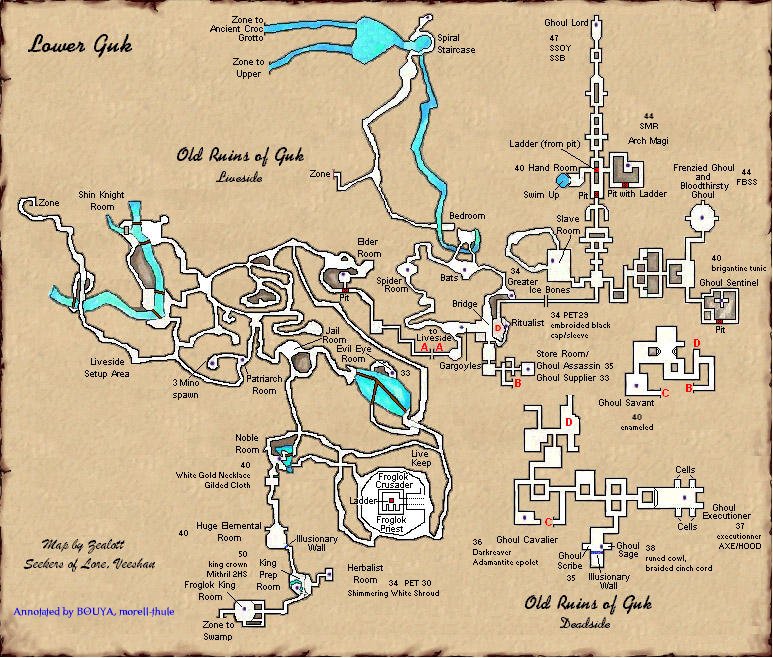 Lower Guk
Zone to
Ancient Croc
Grotto
Zone to
Upper
Spiral
Staircase
Ghoul Lord
47
SSOY
SSB
44
SMR
Arch Magi
Ladder (from pit)
40 Hand Room
Swim Up
Pit
Pit with Ladder
Frenzied Ghoul
and
Bloodthirsty
Ghoul
44
FBSS
Old Ruins of Guk
Liveside
Zone
Zone
Shin Knight
Room
Bedroom
Slave
Room
Elder
Room
Pit
Spider
Room
Bats
34
Greater
Ice Bones
Bridge
D
Ritualist
34 PET29
embroided black
cap/sleeve
40
brigantine tunic
Ghoul Sentinel
Pit
to
Liveside
A A
Gargoyles
Jail
Room
Evil Eye
Room
33
Store Room/
Ghoul Assassin 35
Ghoul Supplier 33
B
D
C
B
Ghoul Savant
40
enameled
Liveside
Setup Area
3 Mino
spawn
Patriarch
Room
Noble
Room
40
White Gold Necklace
Gilded Cloth
Live
Keep
Froglok
Crusader
Ladder
Froglok
Priest
D
C
Cells
Cells
Ghoul
Executioner
37
executionner
AXE/HOOD
Ghoul Cavalier
36
Darkreaver
Adamantite epolet
Ghoul
Scribe
35
Ghoul
Sage
38
runed cowl,
braided cinch cord
Illusionary
Wall
40
Huge Elemental
Room
Illusionary
Wall
50
king crown
Mithril 2HS
King
Prep
Room
Herbalist
Room
34 PET 30
Shimmering White Shroud
Froglok King
Room
Zone to
Swamp
Map by Zealott
Seekers of Lore, Veeshan
Annotated by BOUYA, morell-thule
Old Ruins of Guk
Deadside